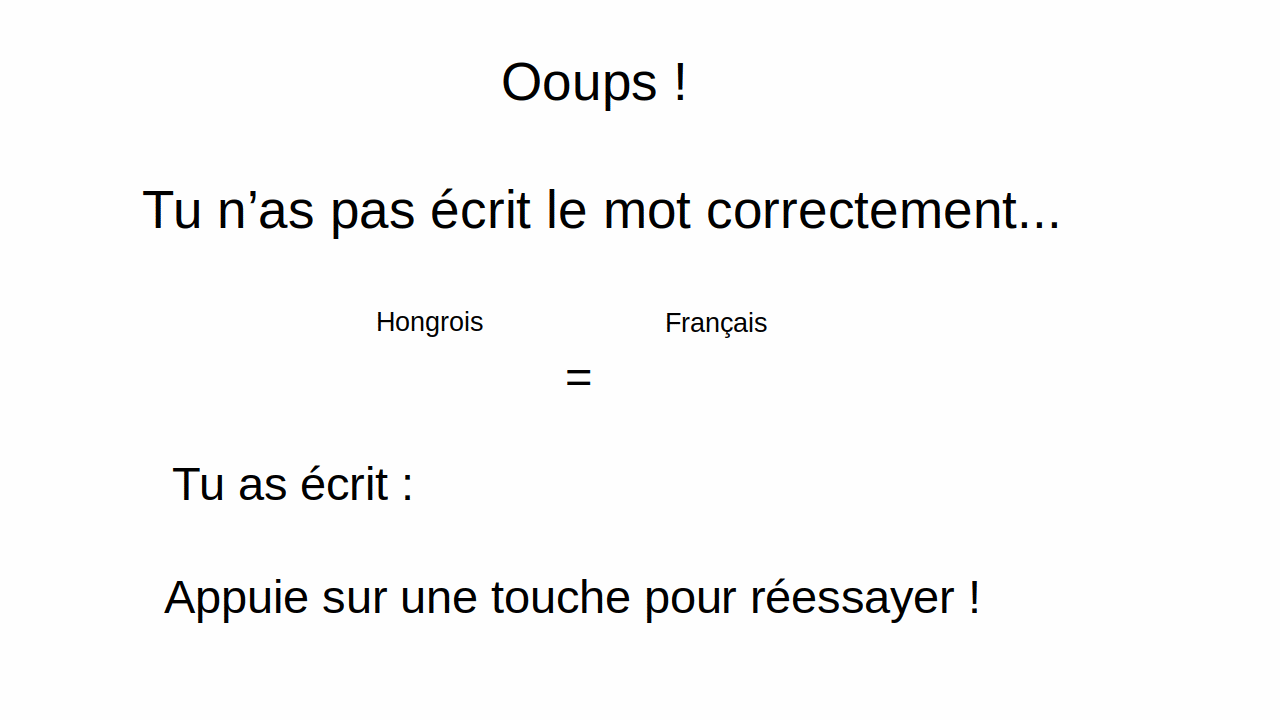 Ooups !
Tu n’as pas écrit le mot correctement...
Hongrois Français
=
Tu as écrit :
Appuie sur une touche pour réessayer !